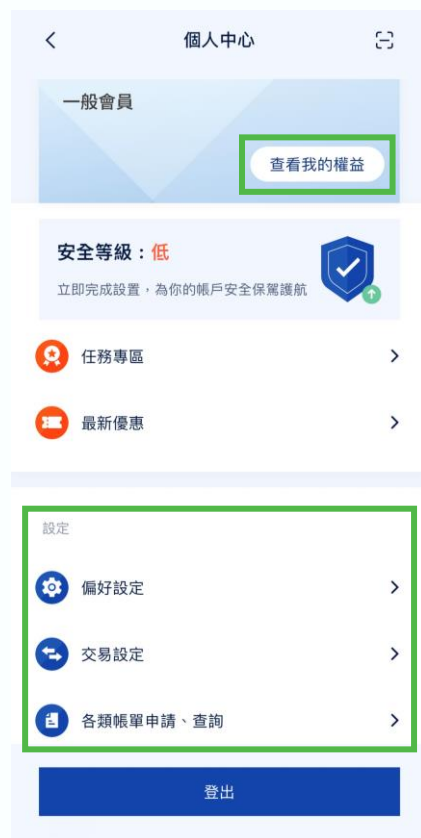 個人中心
一般會員
查看我的權益
安全等級：低
立即完成設置，為你的帳戶安全保駕護航
任務專區
最新優惠
設定
偏好設定
交易設定
各類帳單申請、查詢
登出